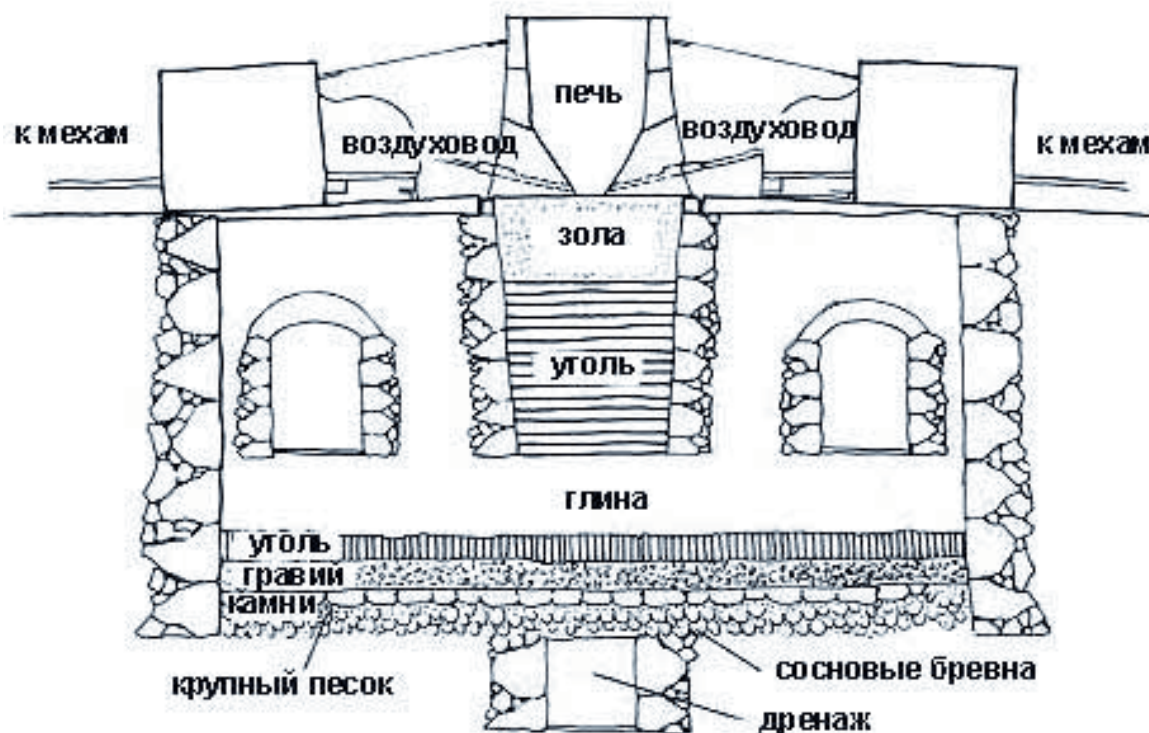 печь
к мехам
воздуховод
воздуховод
к мехам
зола
уголь
глина
уголь
гравий
камни
крупный песок
сосновые бревна
дренаж